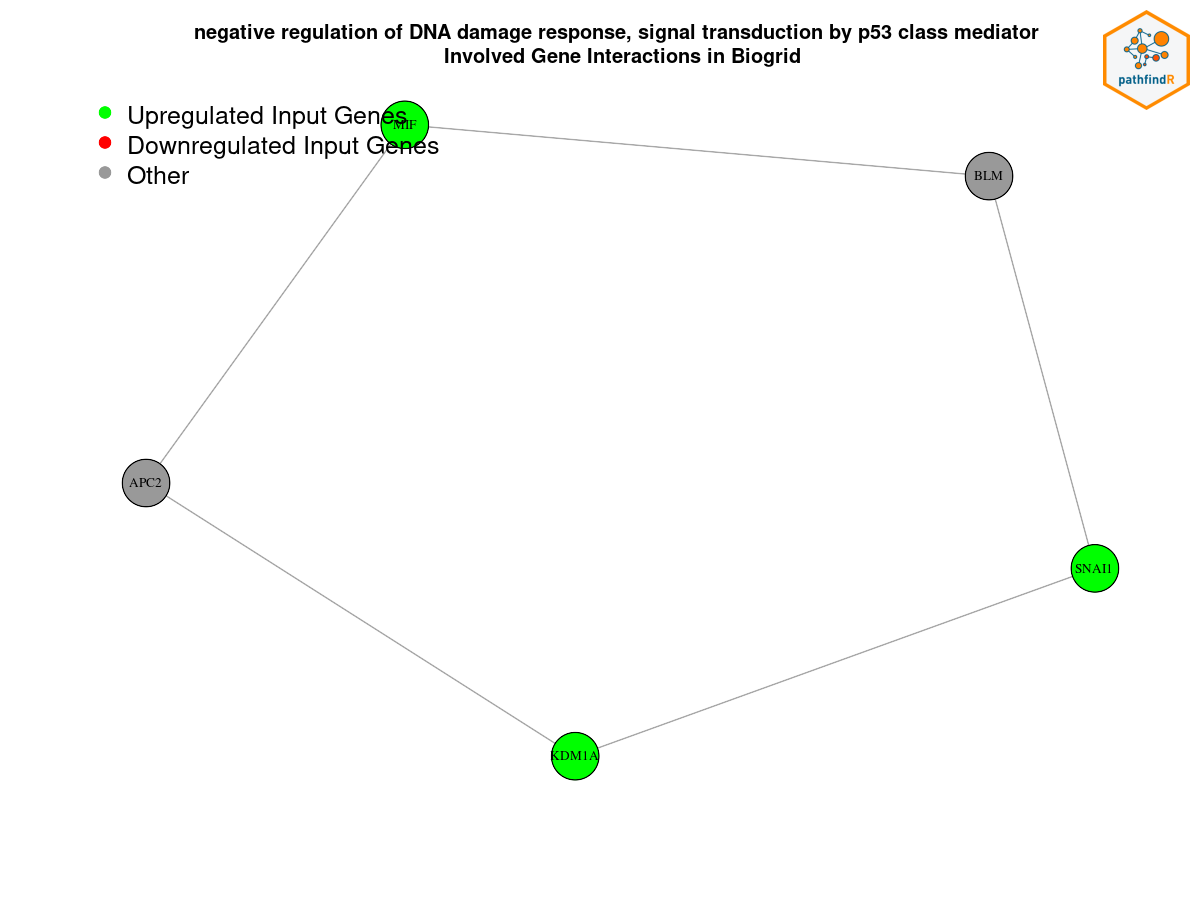 negative regulation of DNA damage response, signal transduction by p53 class mediator
Involved Gene Interactions in Biogrid
pathfindR
Upregulated Input Genes
MIF
Downregulated Input Genes
Other
BLM
APC2
SNAI1
KDM1A